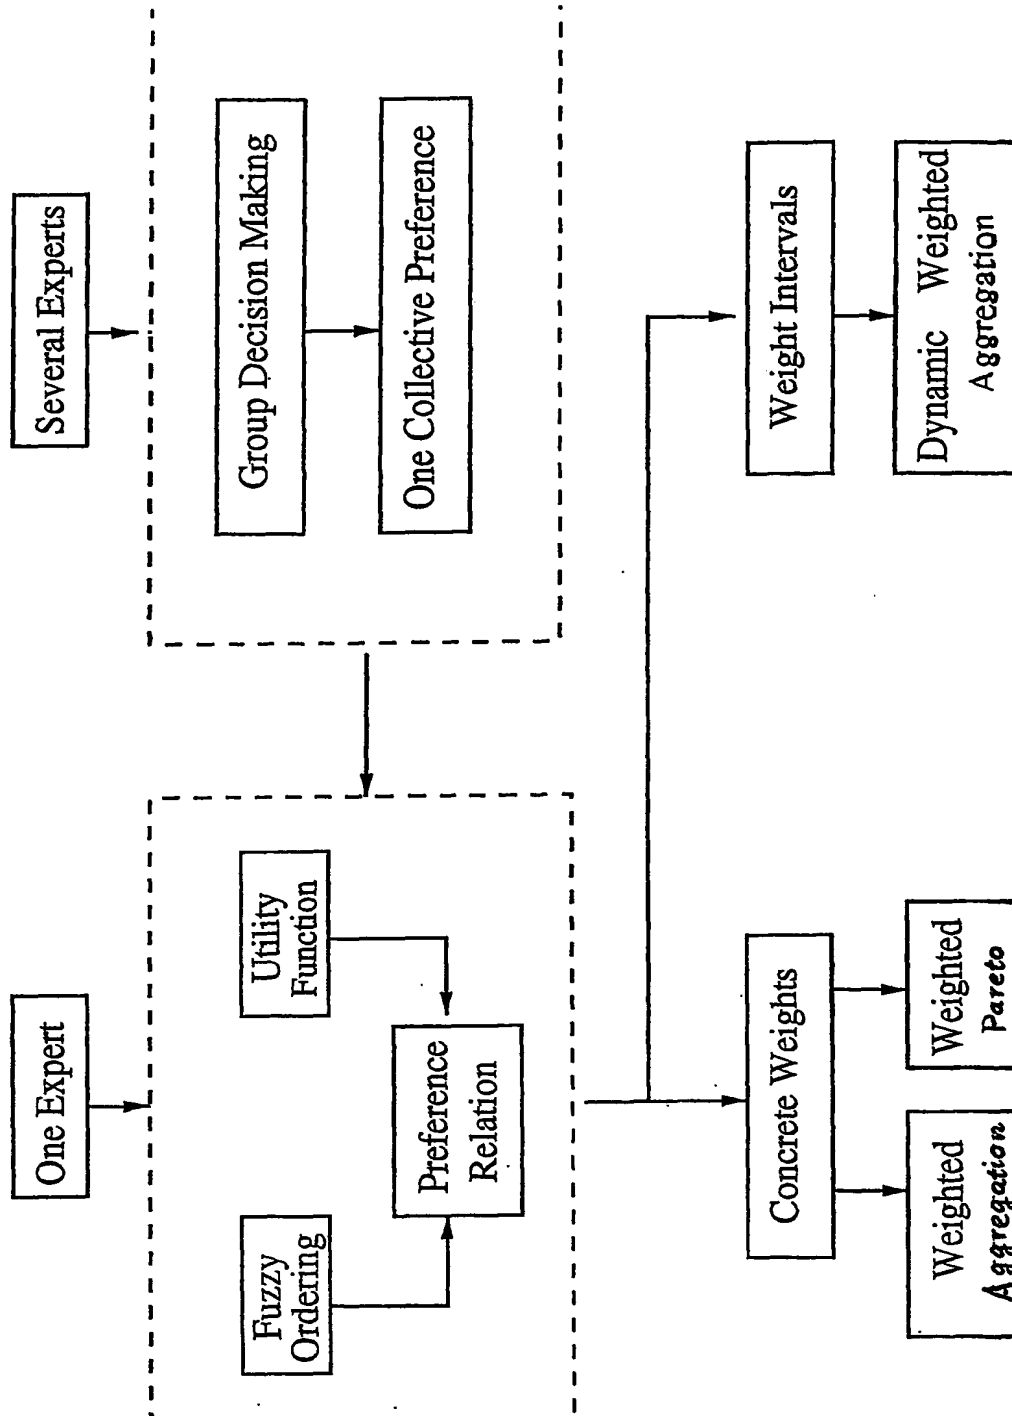 One Expert
Several Experts
Fuzzy
Ordering
Utility
Function
Preference
Relation
Group Decision Making
One Collective Preference
Concrete Weights
Weight Intervals
Weighted
Aggregation
Weighted
Pareto
Dynamic Weighted
Aggregation